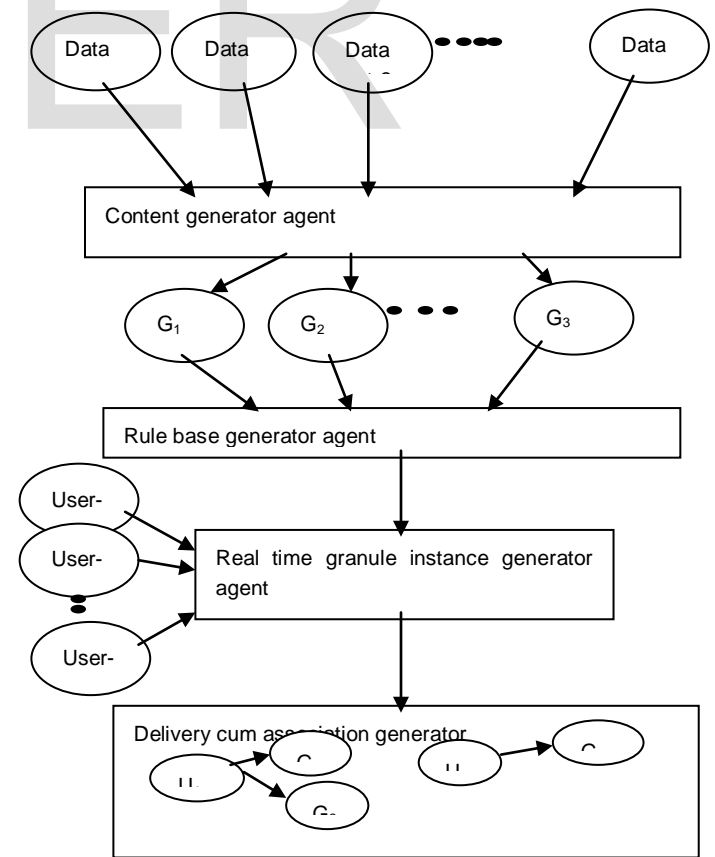 ER
Data Data Data Data
Content generator agent
G₁ G₂ G₃
Rule base generator agent
User-
User-
Real time granule instance generator
agent
User-
Delivery cum association generator